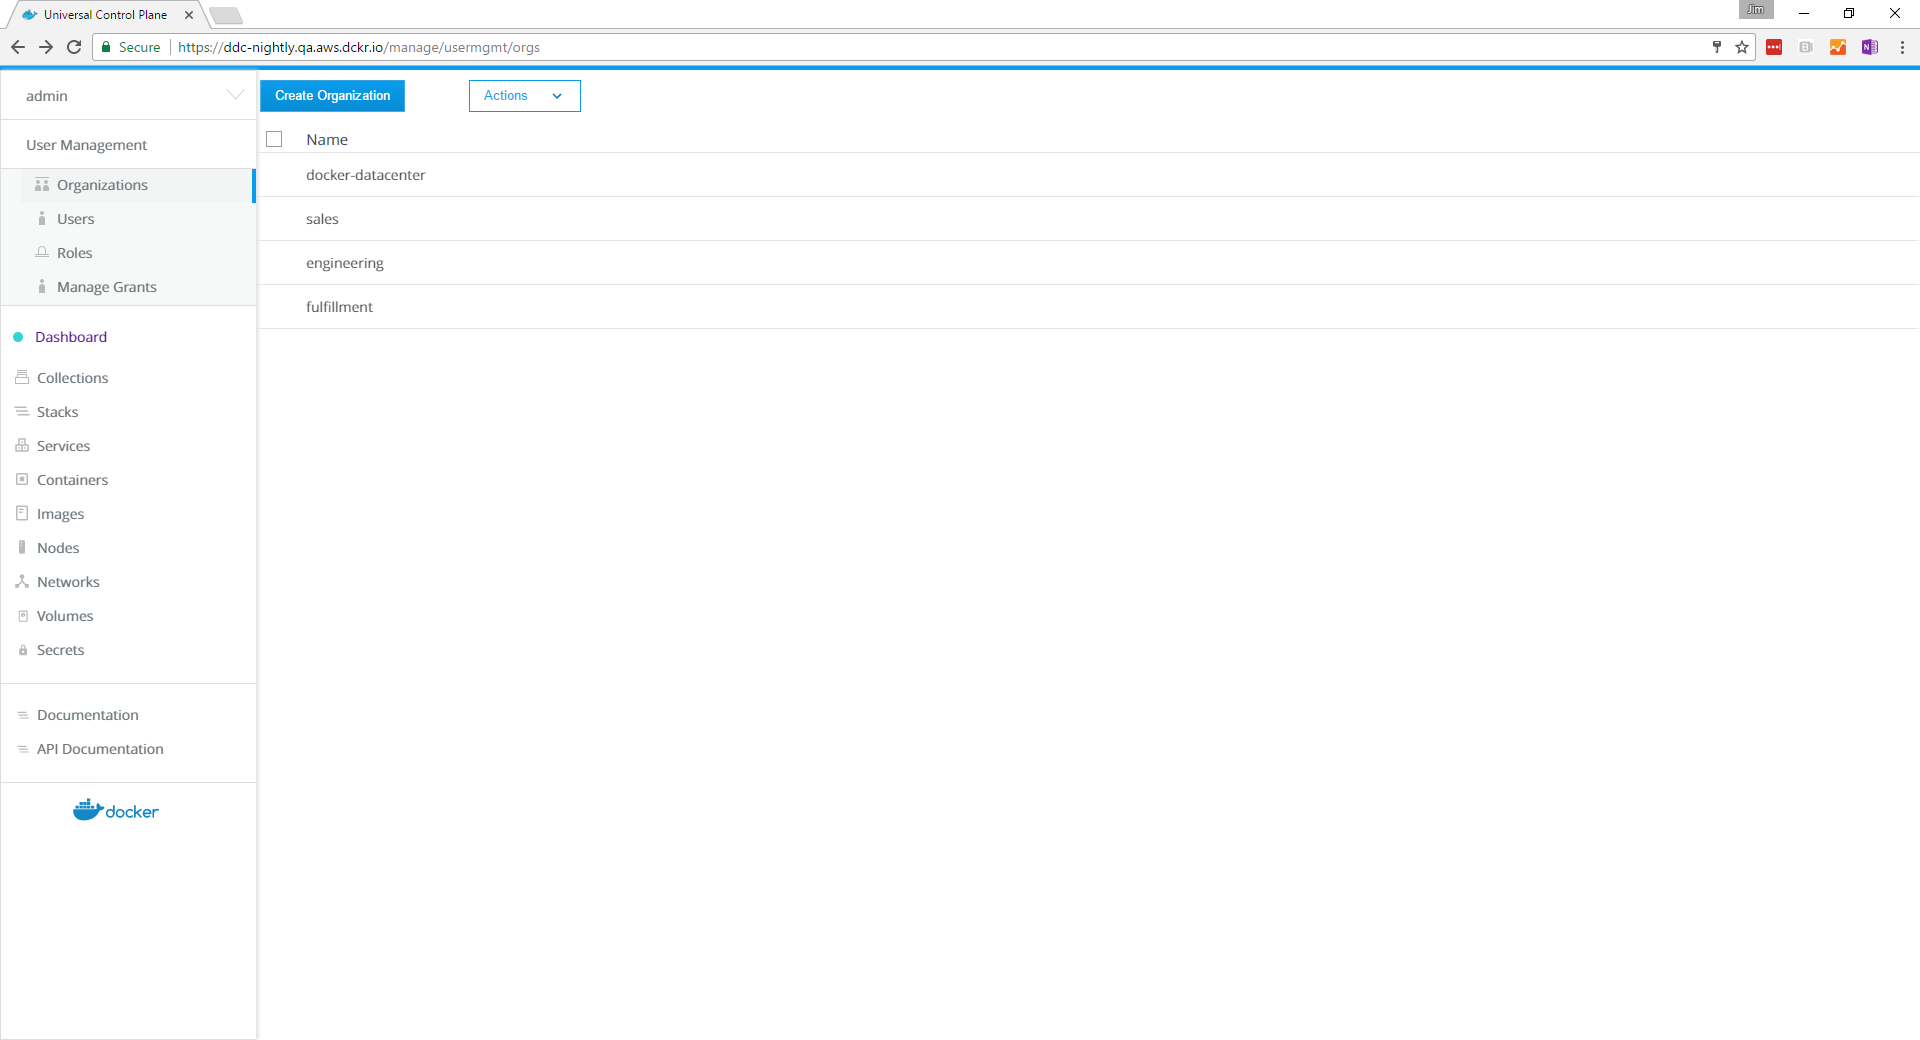 Universal Control Plane
Jim
Secure https://ddc-nightly.qa.aws.dckr.io/manage/usermgmt/orgs
admin
Create Organization
Actions
Name
User Management
docker-datacenter
Organizations
sales
Users
Roles
engineering
Manage Grants
fulfillment
Dashboard
Collections
Stacks
Services
Containers
Images
Nodes
Networks
Volumes
Secrets
Documentation
API Documentation
docker